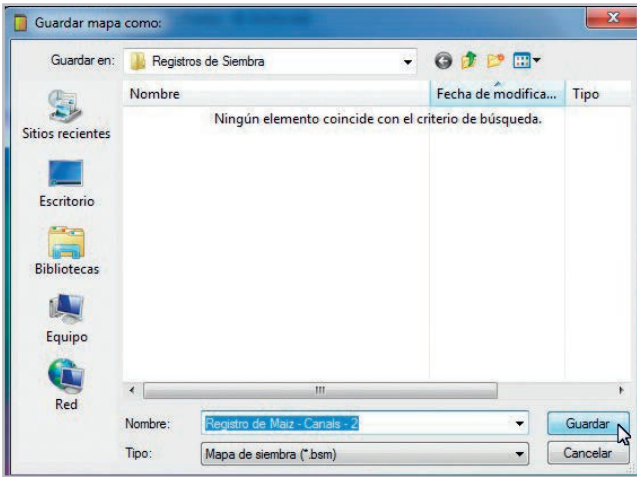 Guardar mapa como:
Guardar en: Registros de Siembra
Nombre Fecha de modifica... Tipo
Ningún elemento coincide con el criterio de búsqueda.
Sitios recientes
Escritorio
Bibliotecas
Equipo
Red
Nombre: Registro de Maiz - Canals - 2 Guardar
Tipo: Mapa de siembra (*.bsm) Cancelar